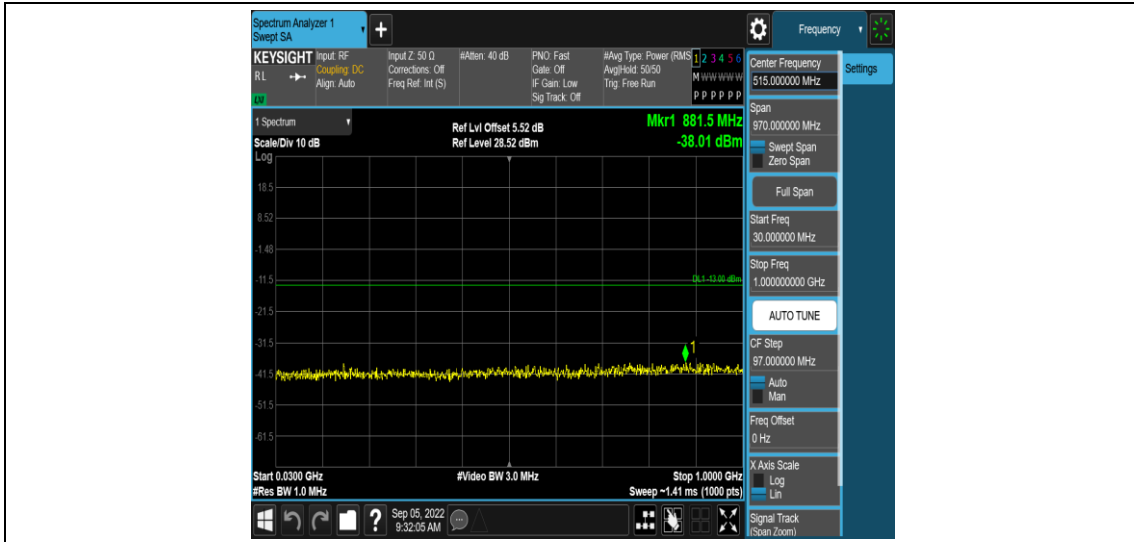 Spectrum Analyzer 1
Swept SA
+
Frequency
KEYSIGHT
RL
Input: RF
Coupling: DC
Align: Auto
Input Z: 50 Ω
Corrections: Off
Freq Ref: Int (S)
#Atten: 40 dB
PNO: Fast
Gate: Off
IF Gain: Low
Sig Track: Off
#Avg Type: Power (RMS
Avg|Hold: 50/50
Trig: Free Run
1 2 3 4 5 6
M W W W W W
P P P P P P
1 Spectrum
Scale/Div 10 dB
Log
Ref Lvl Offset 5.52 dB
Ref Level 28.52 dBm
Mkr1 881.5 MHz
-38.01 dBm
18.5
8.52
-1.48
-11.5
-21.5
-31.5
-41.5
-51.5
-61.5
DL1 -13.00 dBm
1
Start 0.0300 GHz
#Res BW 1.0 MHz
#Video BW 3.0 MHz
Stop 1.0000 GHz
Sweep ~1.41 ms (1000 pts)
Center Frequency
515.000000 MHz
Settings
Span
970.000000 MHz
Swept Span
Zero Span
Full Span
Start Freq
30.000000 MHz
Stop Freq
1.000000000 GHz
AUTO TUNE
CF Step
97.000000 MHz
Auto
Man
Freq Offset
0 Hz
X Axis Scale
Log
Lin
Signal Track
(Span Zoom)
?
Sep 05, 2022
9:32:05 AM